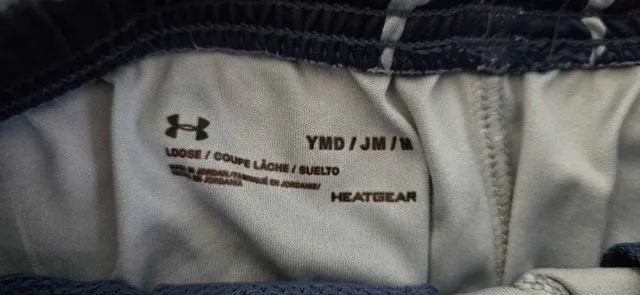 YMD / JM / M
LOOSE / COUPE LÂCHE / SUELTO
MADE IN JORDAN/FABRIQUÉ EN JORDANIE/
HECHO EN JORDANIA
HEATGEAR